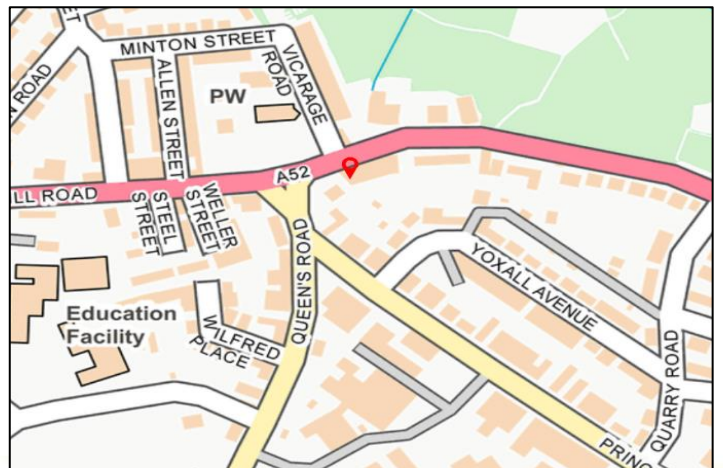 MINTON STREET
VICARAGE
ROAD
ALLEN STREET
PW
N ROAD
A52
LL ROAD
STEEL
STREET
WELLER
STREET
QUEEN'S ROAD
YOXALL AVENUE
Education
Facility
WILFRED
PLACE
QUARRY ROAD
PRIN